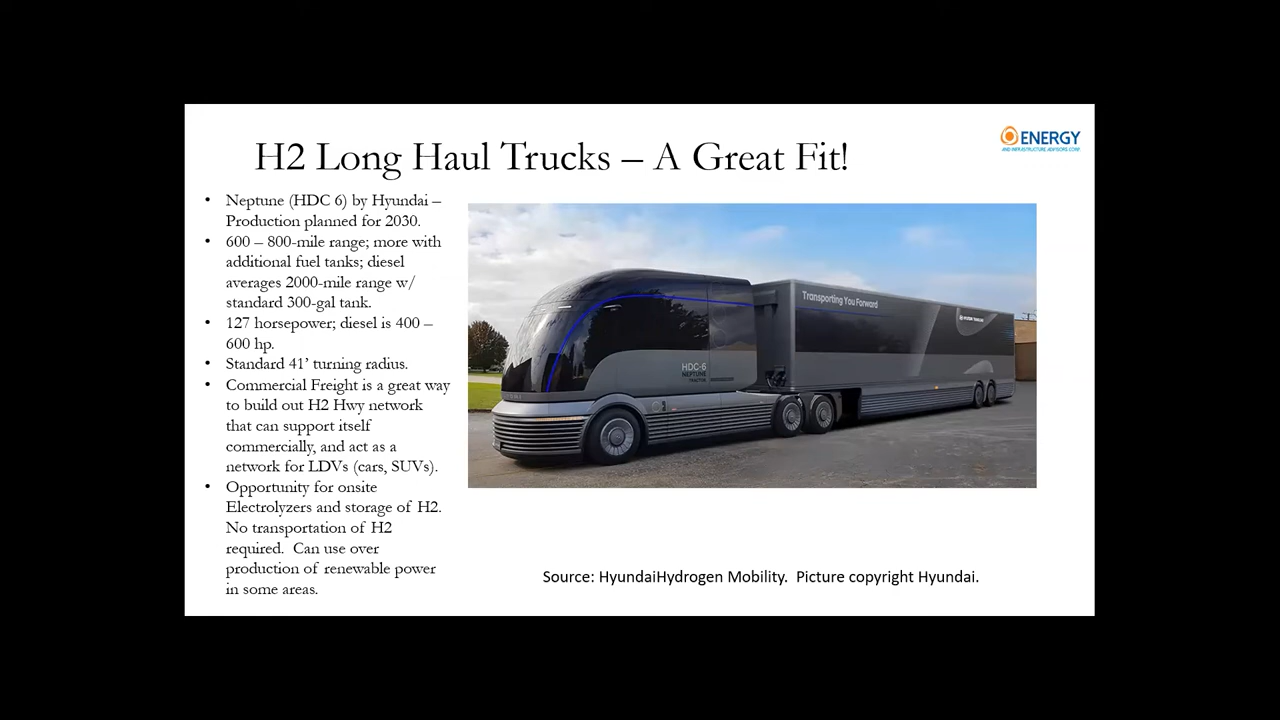 H2 Long Haul Trucks – A Great Fit!
ENERGY
AND INFRASTRUCTURE ADVISORS CORP.
• Neptune (HDC 6) by Hyundai –
Production planned for 2030.
• 600 – 800-mile range; more with
additional fuel tanks; diesel
averages 2000-mile range w/
standard 300-gal tank.
• 127 horsepower; diesel is 400 –
600 hp.
• Standard 41’ turning radius.
• Commercial Freight is a great way
to build out H2 Hwy network
that can support itself
commercially, and act as a
network for LDVs (cars, SUVs).
• Opportunity for onsite
Electrolyzers and storage of H2.
No transportation of H2
required.  Can use over
production of renewable power
in some areas.
Transporting You Forward
HDC-6
NEPTUNE
TRACTOR
Source: HyundaiHydrogen Mobility.  Picture copyright Hyundai.